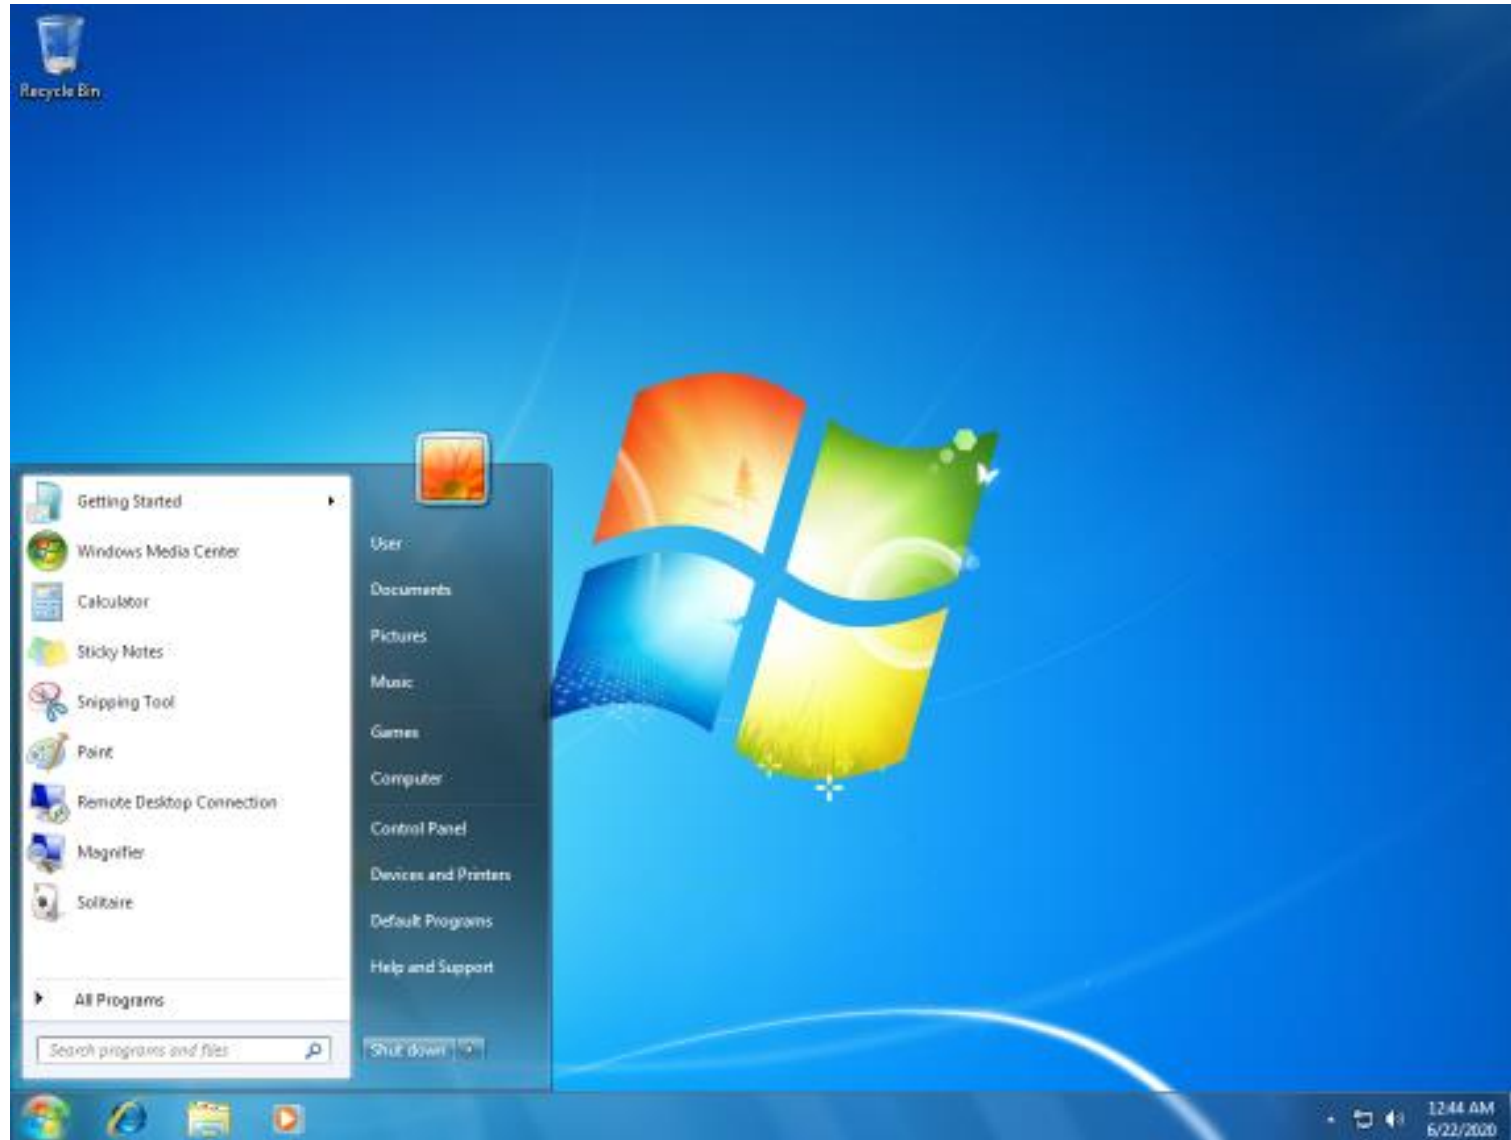 Recycle Bin
Getting Started
Windows Media Center
Calculator
Sticky Notes
Snipping Tool
Paint
Remote Desktop Connection
Magnifier
Solitaire
All Programs
Search programs and files
User
Documents
Pictures
Music
Games
Computer
Control Panel
Devices and Printers
Default Programs
Help and Support
Shut down
12:44 AM
6/22/2020